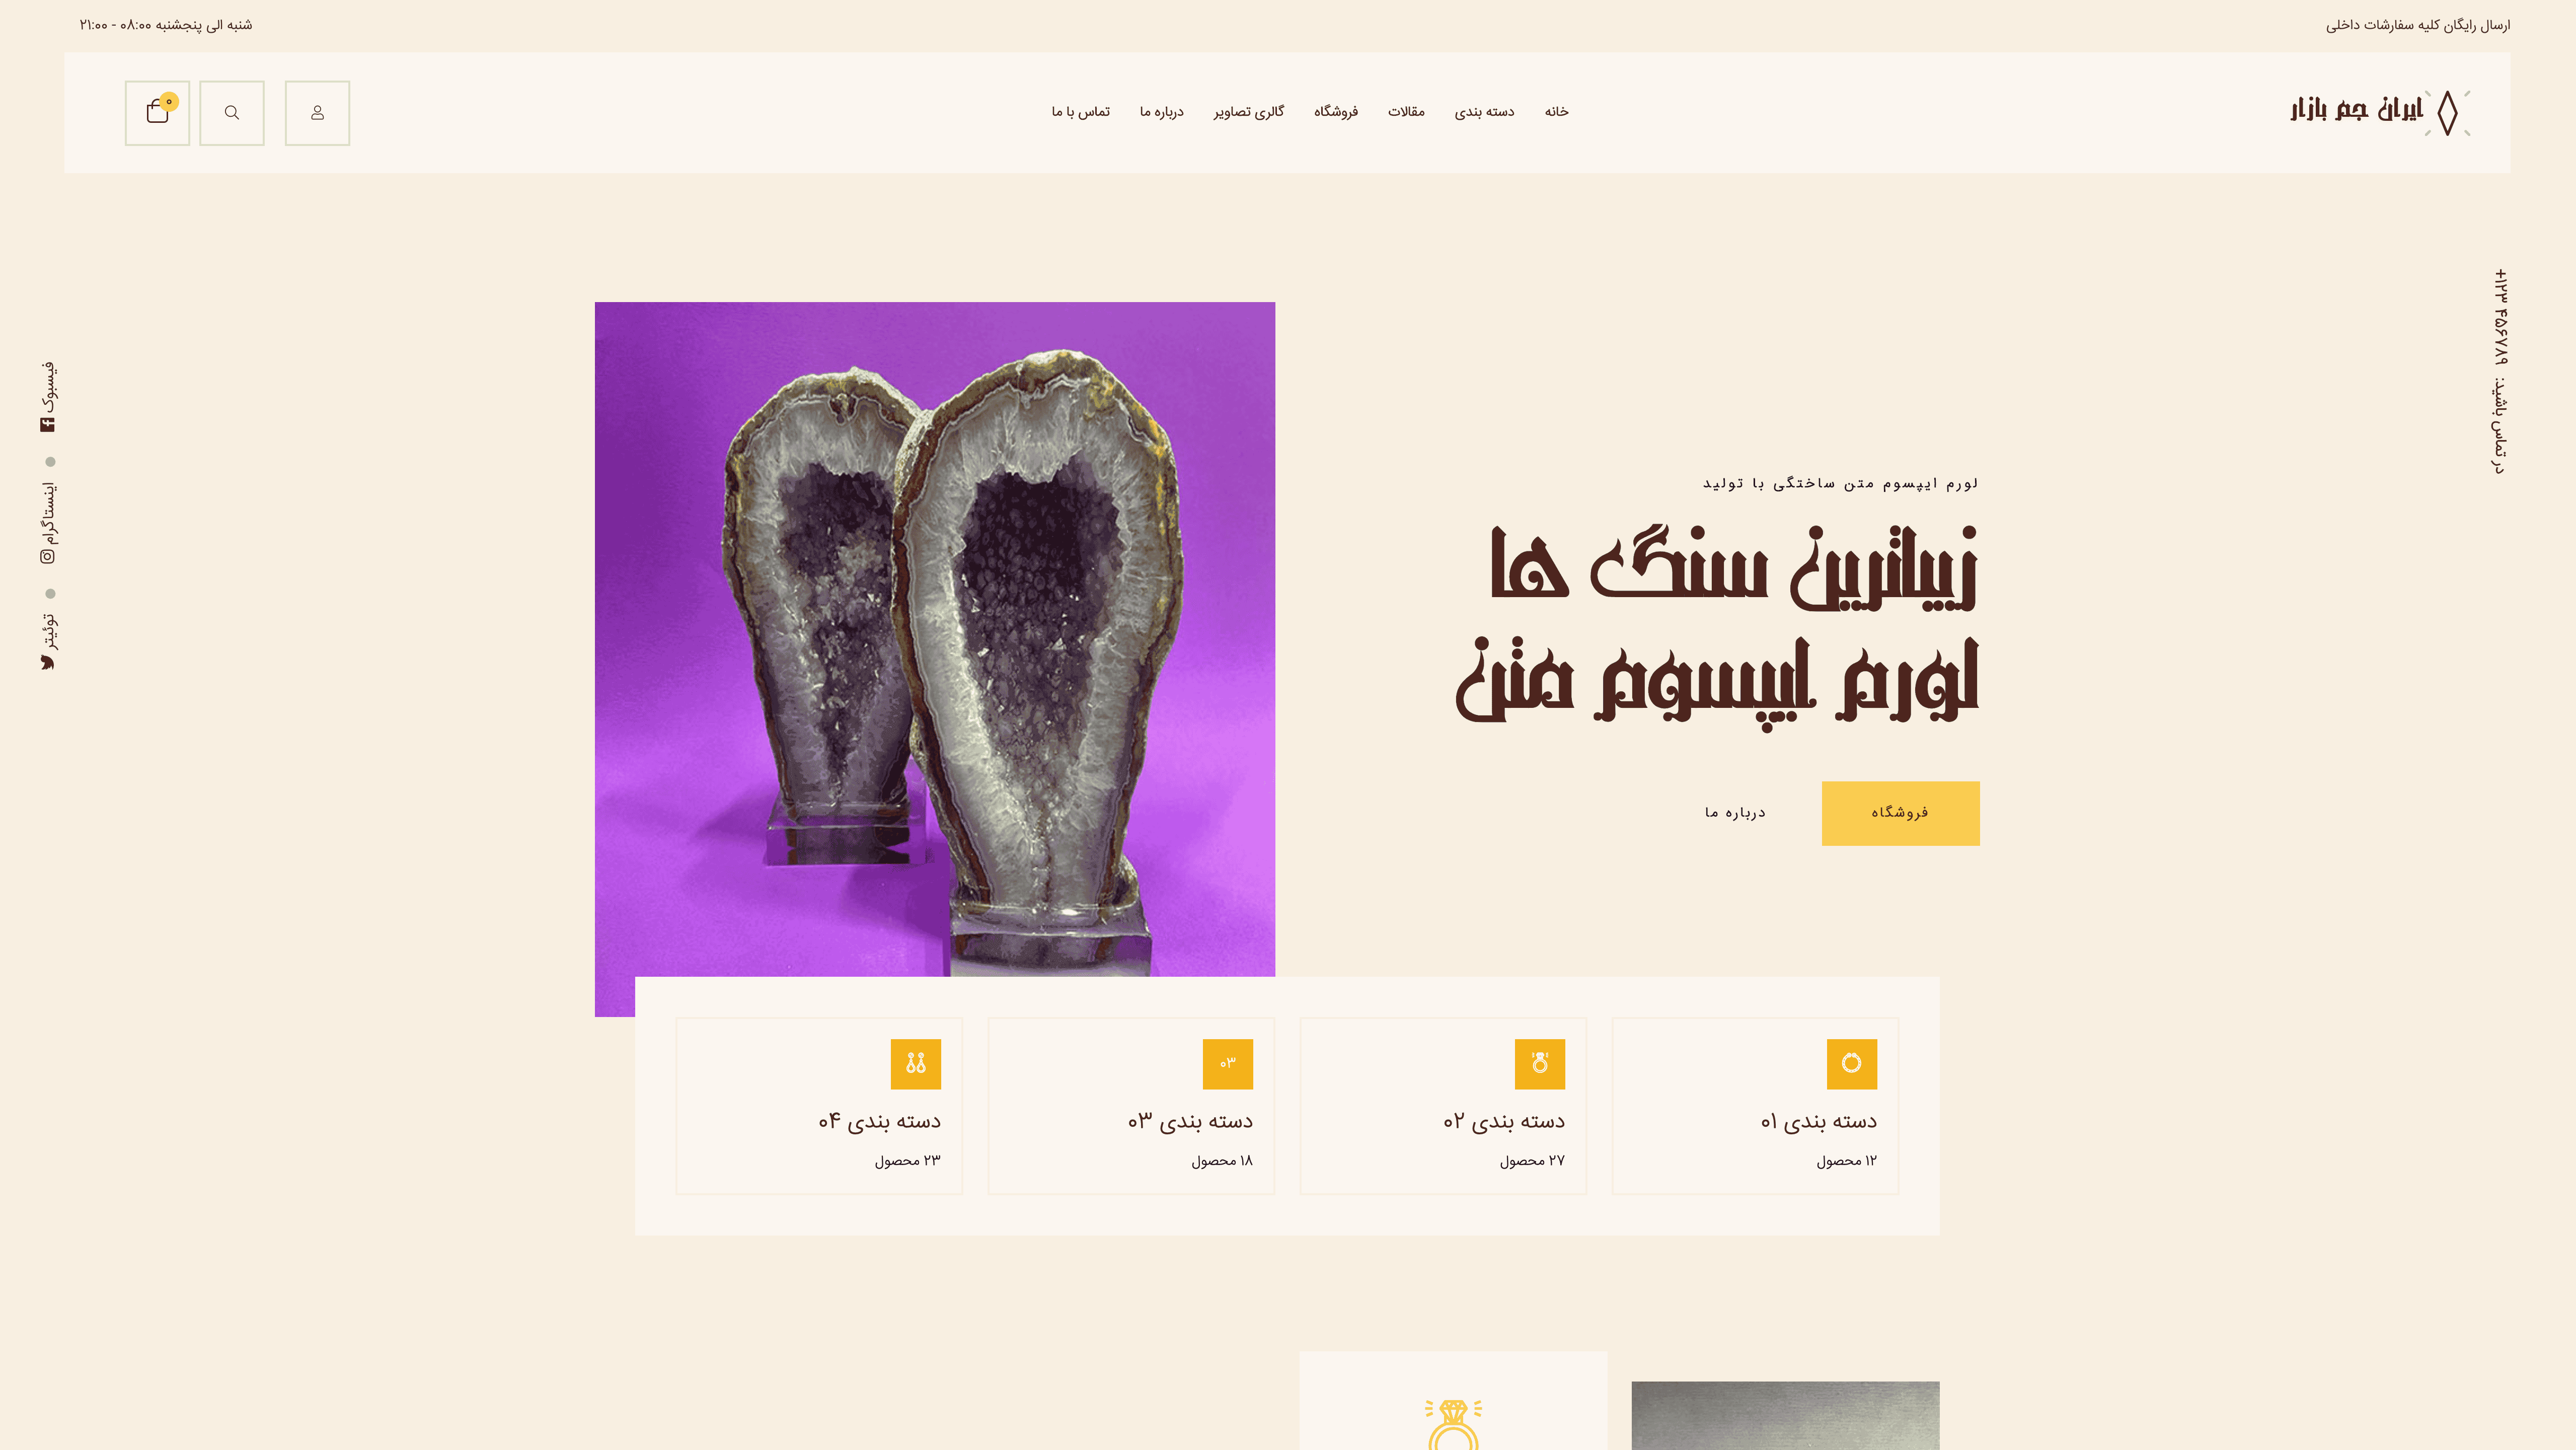 ارسال رایگان کلیه سفارشات داخلی
شنبه الی پنجشنبه ۰۸:۰۰ - ۲۱:۰۰
ایران جم بازار
خانه
دسته بندی
مقالات
فروشگاه
گالری تصاویر
درباره ما
تماس با ما
۰
در تماس باشید: ۴۵۶۷۸۹ ۱۲۳+
لورم ایپسوم متن ساختگی با تولید
زیباترین سنگ ها
لورم ایپسوم متن
فروشگاه
درباره ما
فیسبوک
اینستاگرام
توئیتر
دسته بندی ۰۱
۱۲ محصول
دسته بندی ۰۲
۲۷ محصول
۰۳
دسته بندی ۰۳
۱۸ محصول
دسته بندی ۰۴
۲۳ محصول